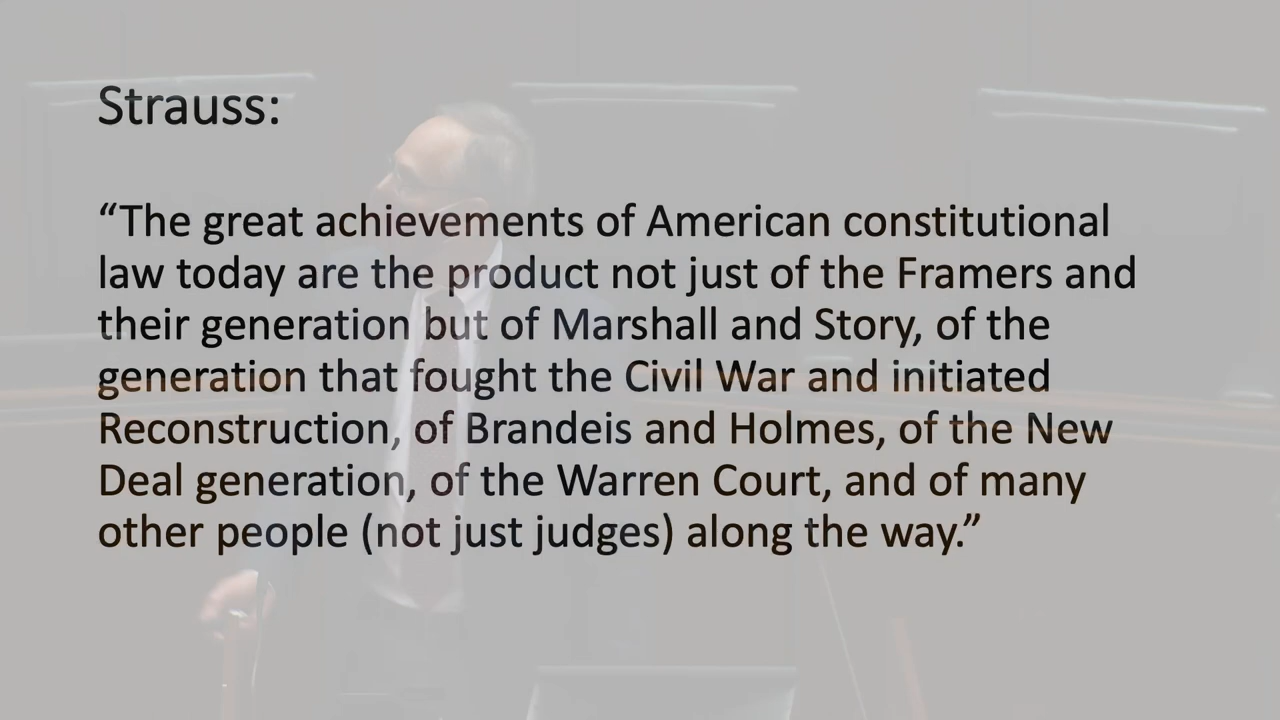 Strauss:
“The great achievements of American constitutional
law today are the product not just of the Framers and
their generation but of Marshall and Story, of the
generation that fought the Civil War and initiated
Reconstruction, of Brandeis and Holmes, of the New
Deal generation, of the Warren Court, and of many
other people (not just judges) along the way.”